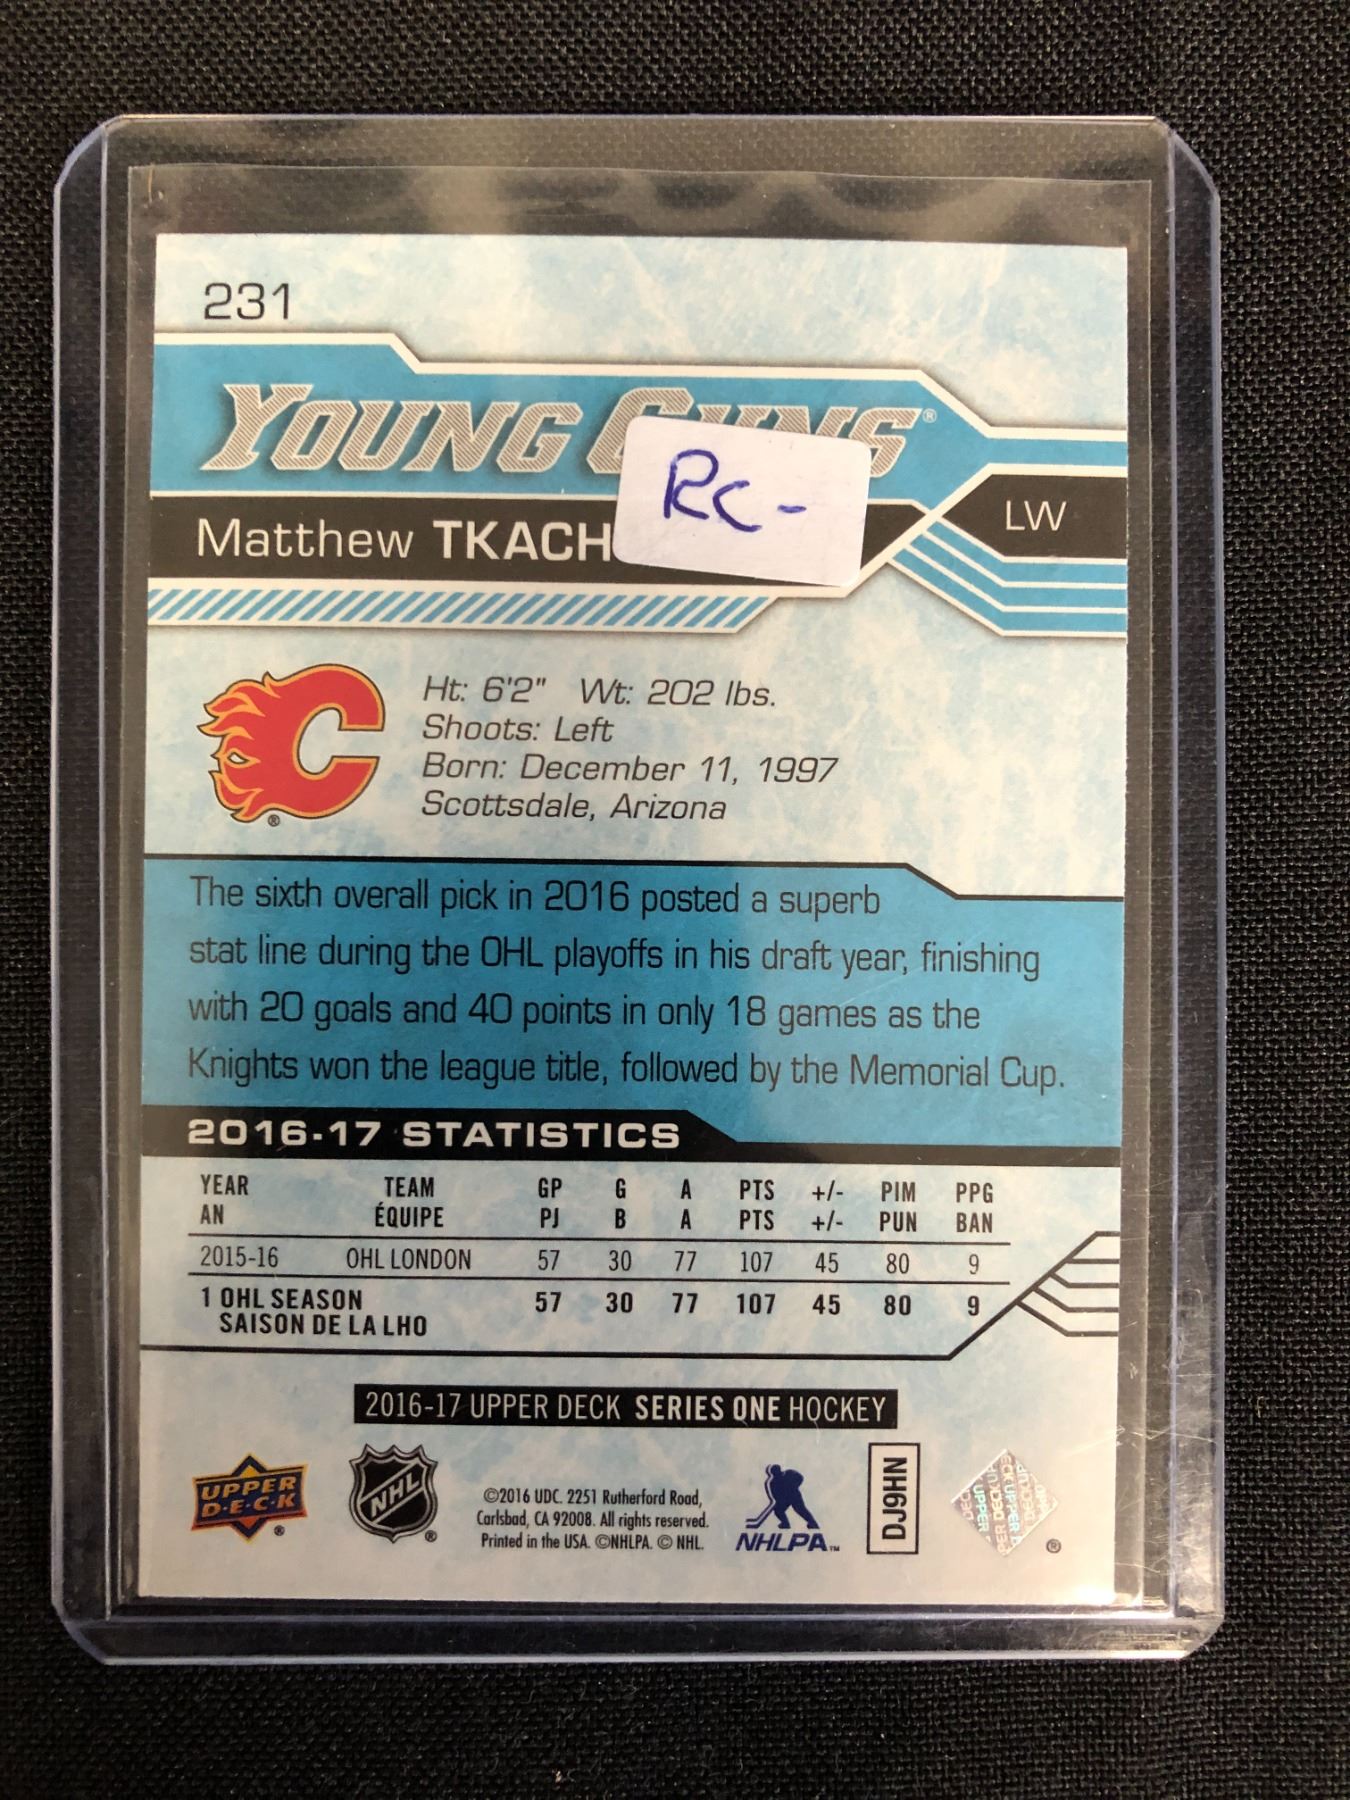 231
YOUNG GUNS®
RC-
Matthew TKACH
LW
Ht: 6'2" Wt: 202 lbs.
Shoots: Left
Born: December 11, 1997
Scottsdale, Arizona
®
The sixth overall pick in 2016 posted a superb
stat line during the OHL playoffs in his draft year, finishing
with 20 goals and 40 points in only 18 games as the
Knights won the league title, followed by the Memorial Cup.
2016-17 STATISTICS
YEAR TEAM GP G A PTS +/- PIM PPG
AN ÉQUIPE PJ B A PTS +/- PUN BAN
2015-16 OHL LONDON 57 30 77 107 45 80 9
1 OHL SEASON 57 30 77 107 45 80 9
SAISON DE LA LHO
2016-17 UPPER DECK SERIES ONE HOCKEY
UPPER
D·E·C·K
®
NHL
®
©2016 UDC. 2251 Rutherford Road,
Carlsbad, CA 92008. All rights reserved.
Printed in the USA. ©NHLPA. © NHL.
NHLPA™
DJ9HN
®